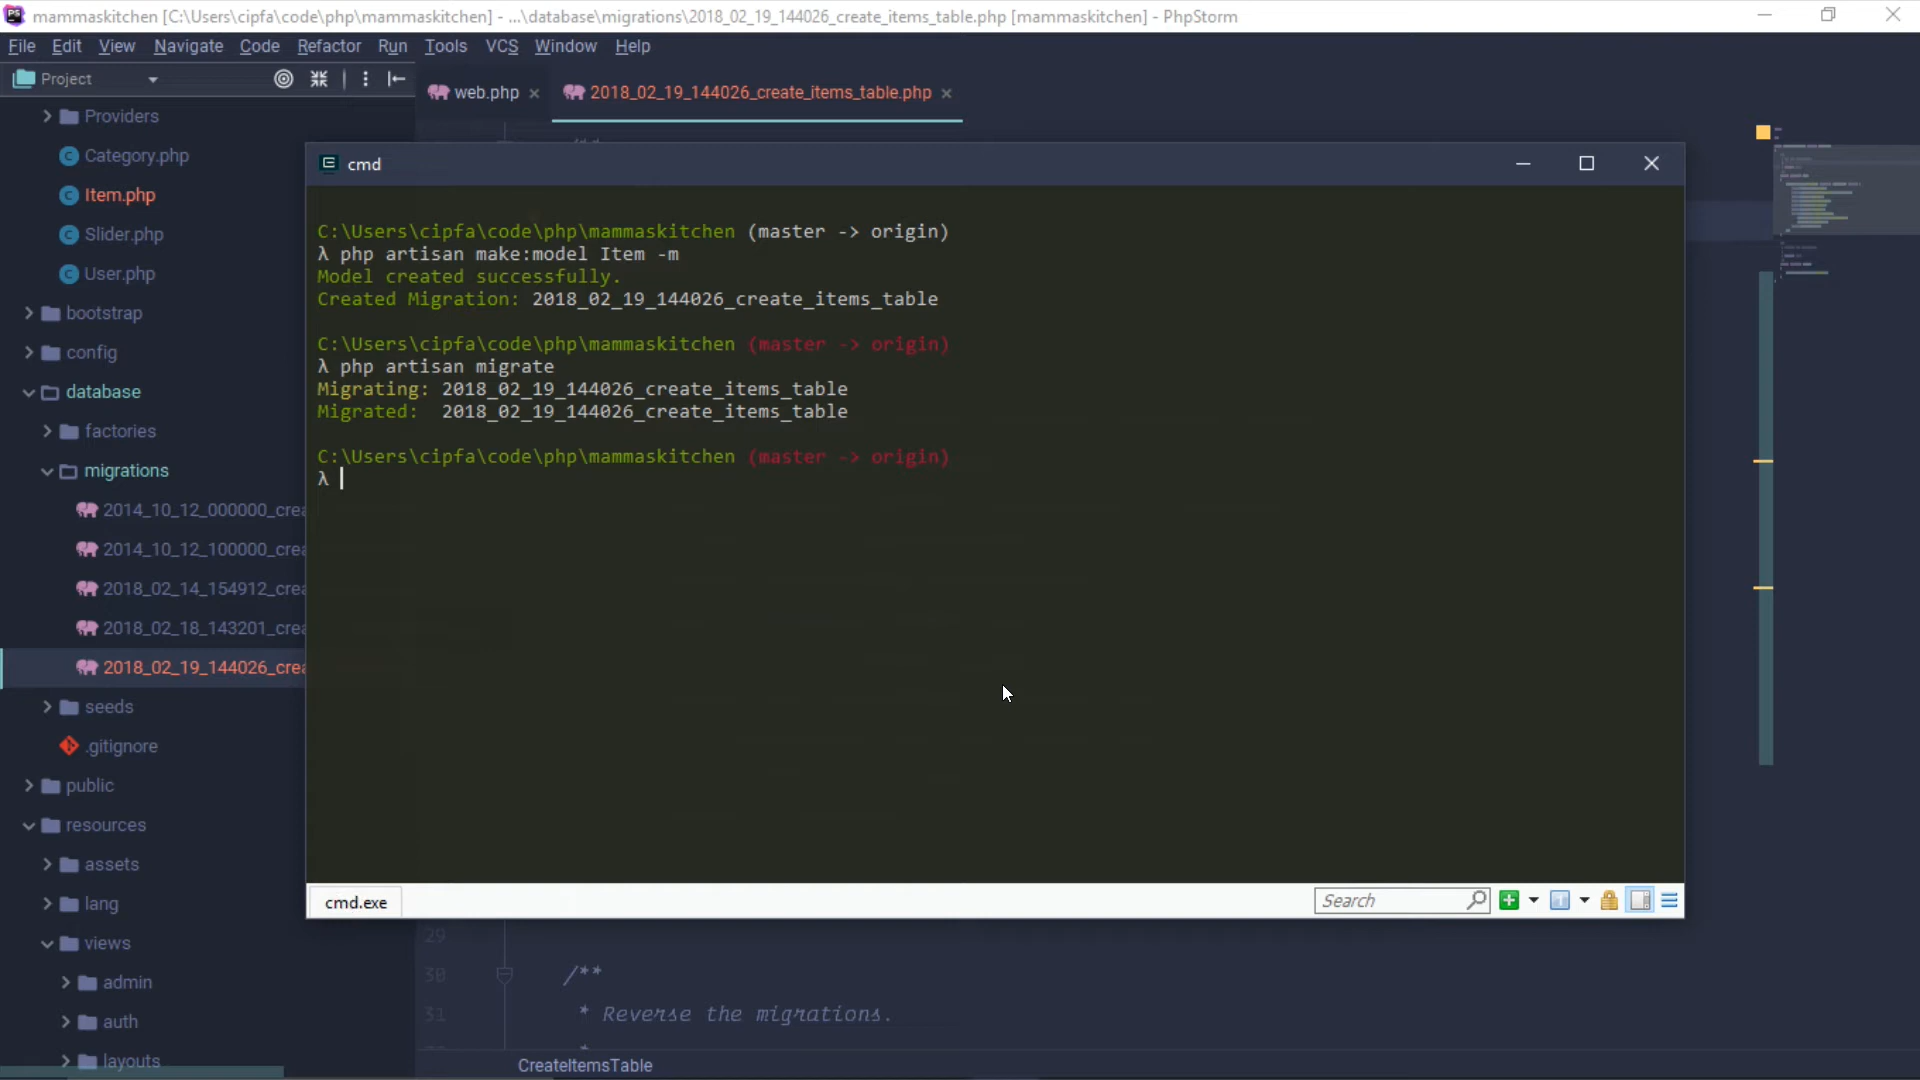 mammaskitchen [C:\Users\cipfa\code\php\mammaskitchen] - ...\database\migrations\2018_02_19_144026_create_items_table.php [mammaskitchen] - PhpStorm
File Edit View Navigate Code Refactor Run Tools VCS Window Help
Project
web.php
2018_02_19_144026_create_items_table.php
Providers
Category.php
Item.php
Slider.php
User.php
bootstrap
config
database
factories
migrations
2014_10_12_000000_crea
2014_10_12_100000_crea
2018_02_14_154912_crea
2018_02_18_143201_crea
2018_02_19_144026_crea
seeds
.gitignore
public
resources
assets
lang
views
admin
auth
layouts
cmd
C:\Users\cipfa\code\php\mammaskitchen (master -> origin)
λ php artisan make:model Item -m
Model created successfully.
Created Migration: 2018_02_19_144026_create_items_table
C:\Users\cipfa\code\php\mammaskitchen (master -> origin)
λ php artisan migrate
Migrating: 2018_02_19_144026_create_items_table
Migrated:  2018_02_19_144026_create_items_table
C:\Users\cipfa\code\php\mammaskitchen (master -> origin)
λ
cmd.exe
Search
29
30 /**
31 * Reverse the migrations.
*
CreateItemsTable